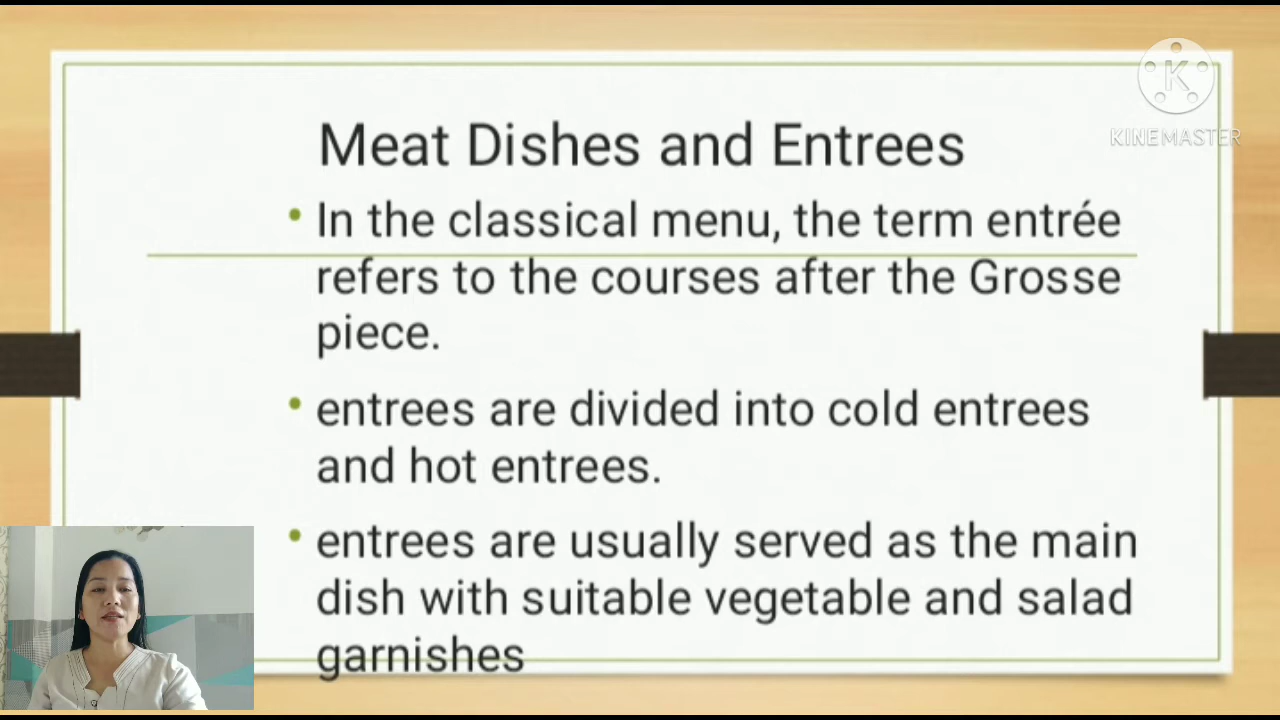 K
KINEMASTER
Meat Dishes and Entrees
• In the classical menu, the term entrée
refers to the courses after the Grosse
piece.
• entrees are divided into cold entrees
and hot entrees.
• entrees are usually served as the main
dish with suitable vegetable and salad
garnishes